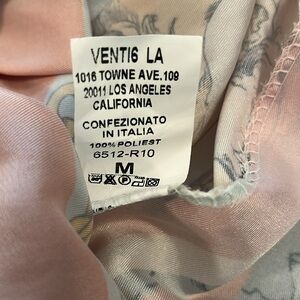 VENTI6 LA
1016 TOWNE AVE.109
20011 LOS ANGELES
CALIFORNIA
CONFEZIONATO
IN ITALIA
100% POLIEST
6512-R10
M